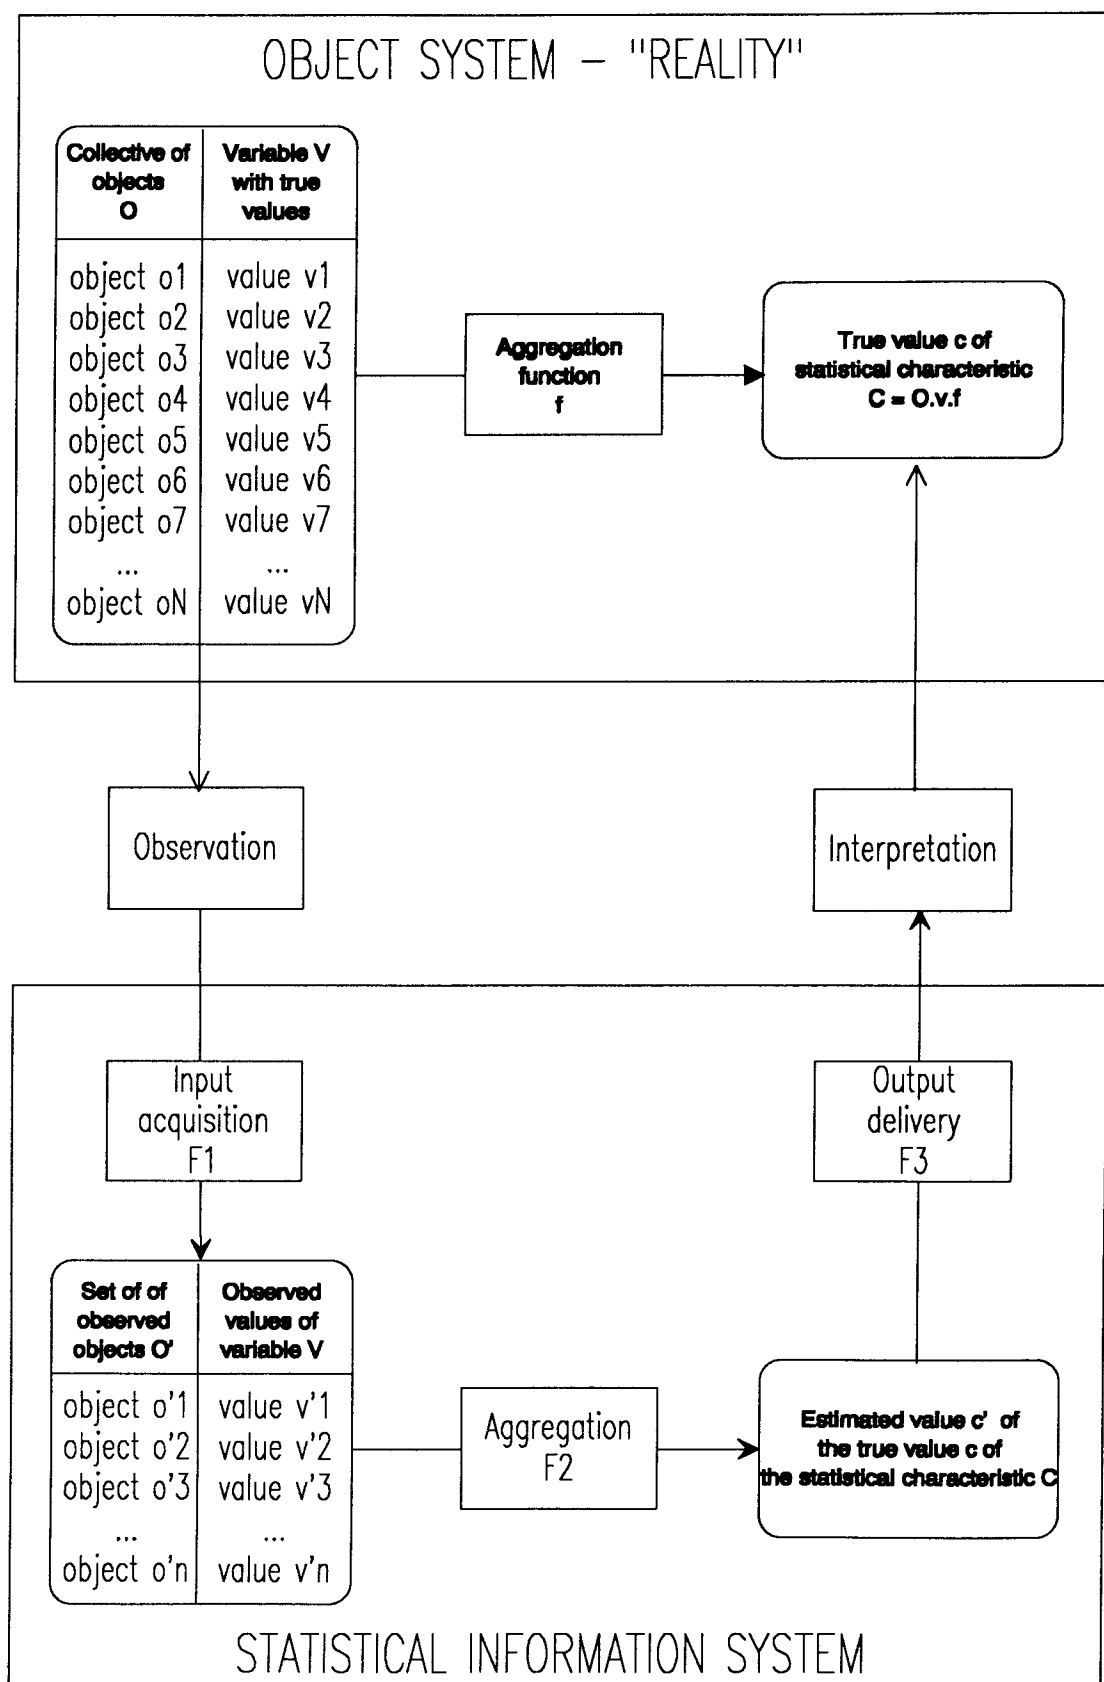 OBJECT SYSTEM – "REALITY"
Collective of
objects
O
Variable V
with true
values
object o1
value v1
object o2
value v2
object o3
value v3
object o4
value v4
object o5
value v5
object o6
value v6
object o7
value v7
...
...
object oN
value vN
Aggregation
function
f
True value c of
statistical characteristic
C = O.v.f
Observation
Interpretation
Input
acquisition
F1
Output
delivery
F3
Set of of
observed
objects O'
Observed
values of
variable V
object o'1
value v'1
object o'2
value v'2
object o'3
value v'3
...
...
object o'n
value v'n
Aggregation
F2
Estimated value c' of
the true value c of
the statistical characteristic C
STATISTICAL INFORMATION SYSTEM